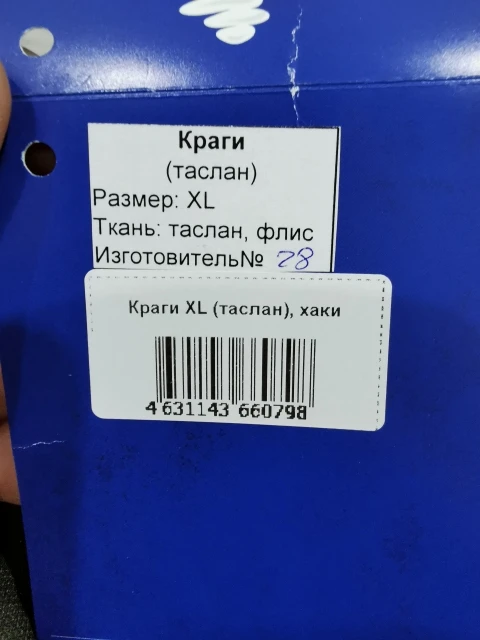 Краги
(таслан)
Размер: XL
Ткань: таслан, флис
Изготовитель№ 28
Краги XL (таслан), хаки
4 631143 660798